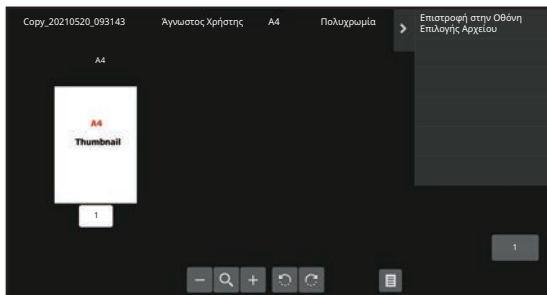 Copy_20210520_093143 Άγνωστος Χρήστης A4 Πολυχρωμία
Επιστροφή στην Οθόνη
Επιλογής Αρχείου
A4
A4
Thumbnail
1
1